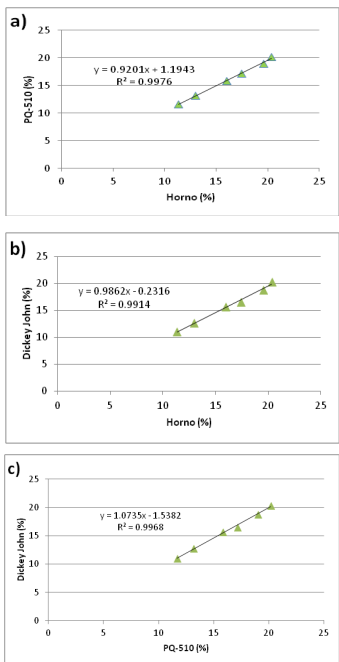 a)
25
20
15
10
5
0
PQ-510 (%)
y = 0.9201x + 1.1943
R² = 0.9976
0 5 10 15 20 25
Horno (%)
b)
25
20
15
10
5
0
Dickey John (%)
y = 0.9862x - 0.2316
R² = 0.9914
0 5 10 15 20 25
Horno (%)
c)
25
20
15
10
5
0
Dickey John (%)
y = 1.0735x - 1.5382
R² = 0.9968
0 5 10 15 20 25
PQ-510 (%)